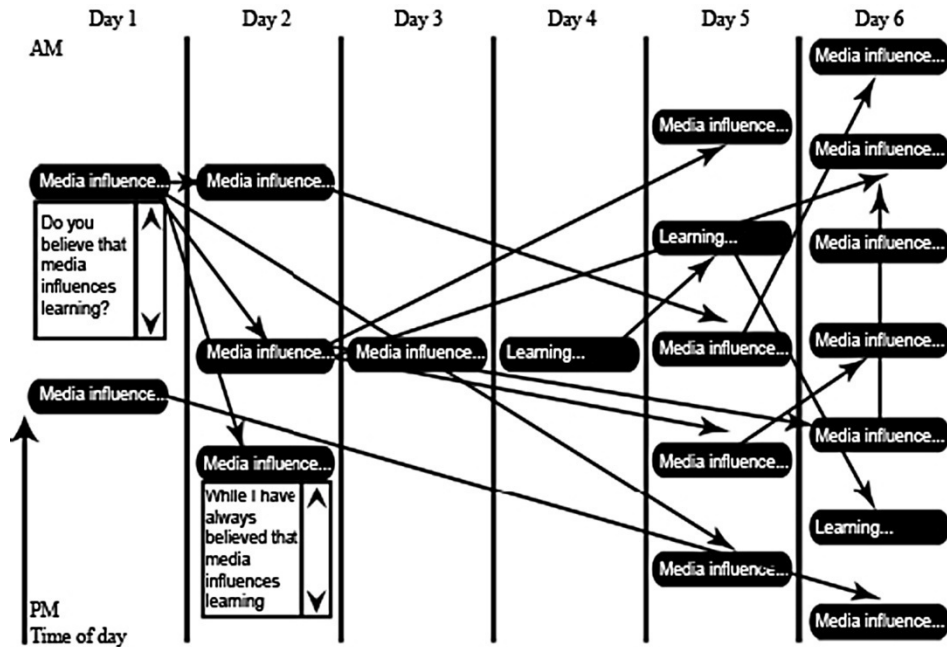 Day 1 Day 2 Day 3 Day 4 Day 5 Day 6
AM
Media influence...
Media influence...
Media influence...
Media influence...
Media influence...
Do you
believe that
media
influences
learning?
Learning...
Media influence...
Media influence...
Media influence...
Media influence...
Learning...
Media influence...
Media influence...
Media influence...
Media influence...
Media influence...
Media influence...
While I have
always
believed that
media
influences
learning
Learning...
Media influence...
Media influence...
PM
Time of day